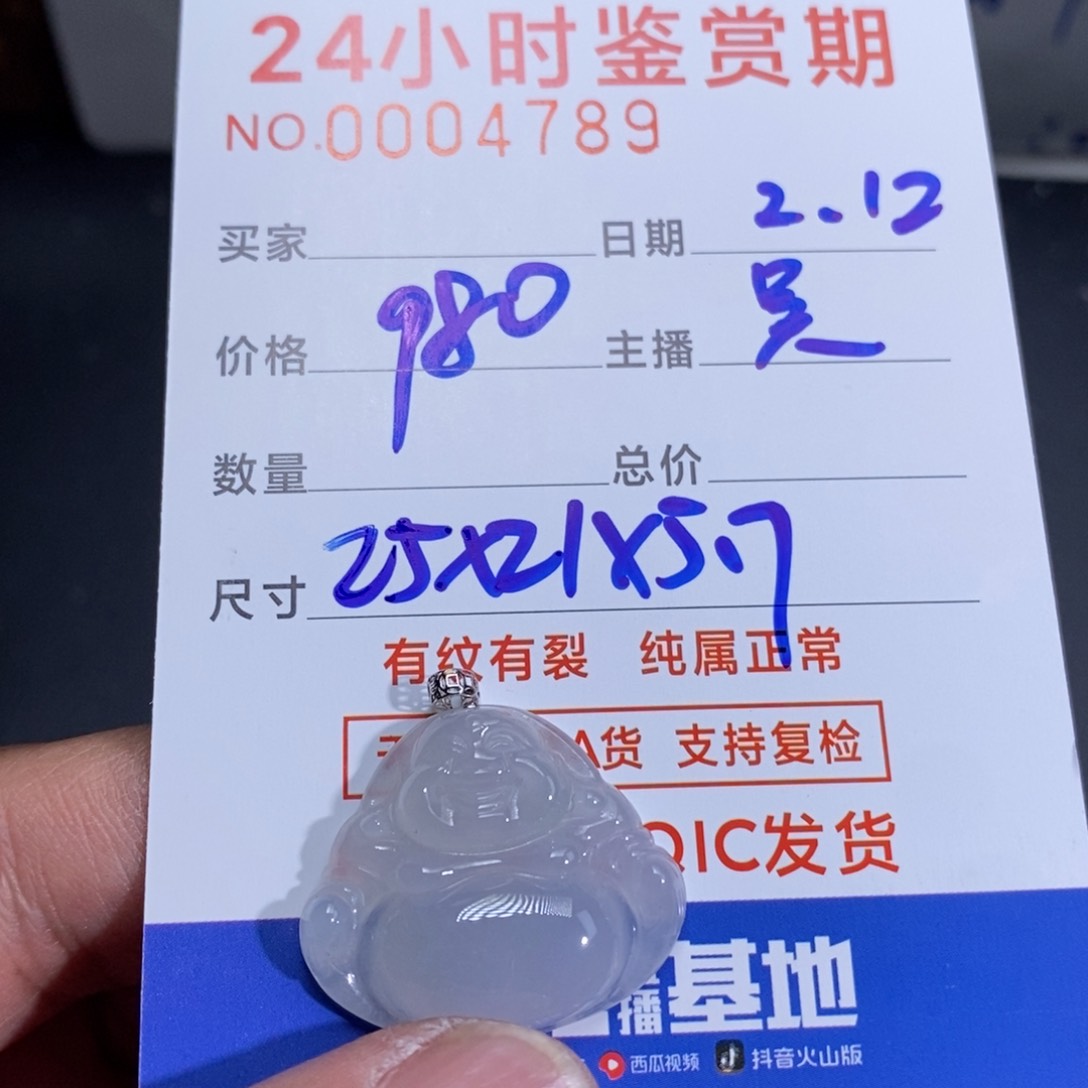 24小时鉴赏期
NO.0004789
买家 日期 2.12
价格 980 主播 吴
数量 总价
尺寸 25X21X5.7
有纹有裂 纯属正常
A货 支持复检
QIC发货
播基地
西瓜视频 抖音火山版